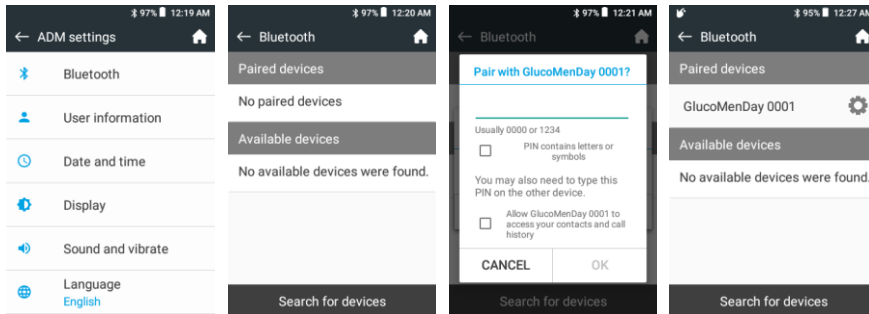 97% 12:19 AM
ADM settings
Bluetooth
User information
Date and time
Display
Sound and vibrate
Language
English
97% 12:20 AM
Bluetooth
Paired devices
No paired devices
Available devices
No available devices were found.
Search for devices
97% 12:21 AM
Bluetooth
Pair with GlucoMenDay 0001?
Usually 0000 or 1234
PIN contains letters or
symbols
You may also need to type this
PIN on the other device.
Allow GlucoMenDay 0001 to
access your contacts and call
history
CANCEL OK
Search for devices
95% 12:27 AM
Bluetooth
Paired devices
GlucoMenDay 0001
Available devices
No available devices were found.
Search for devices